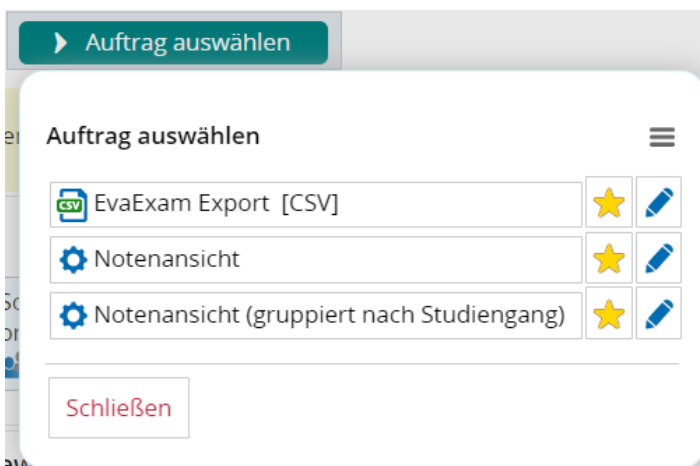 Auftrag auswählen
Auftrag auswählen
CSV EvaExam Export [CSV]
Notenansicht
Notenansicht (gruppiert nach Studiengang)
Schließen